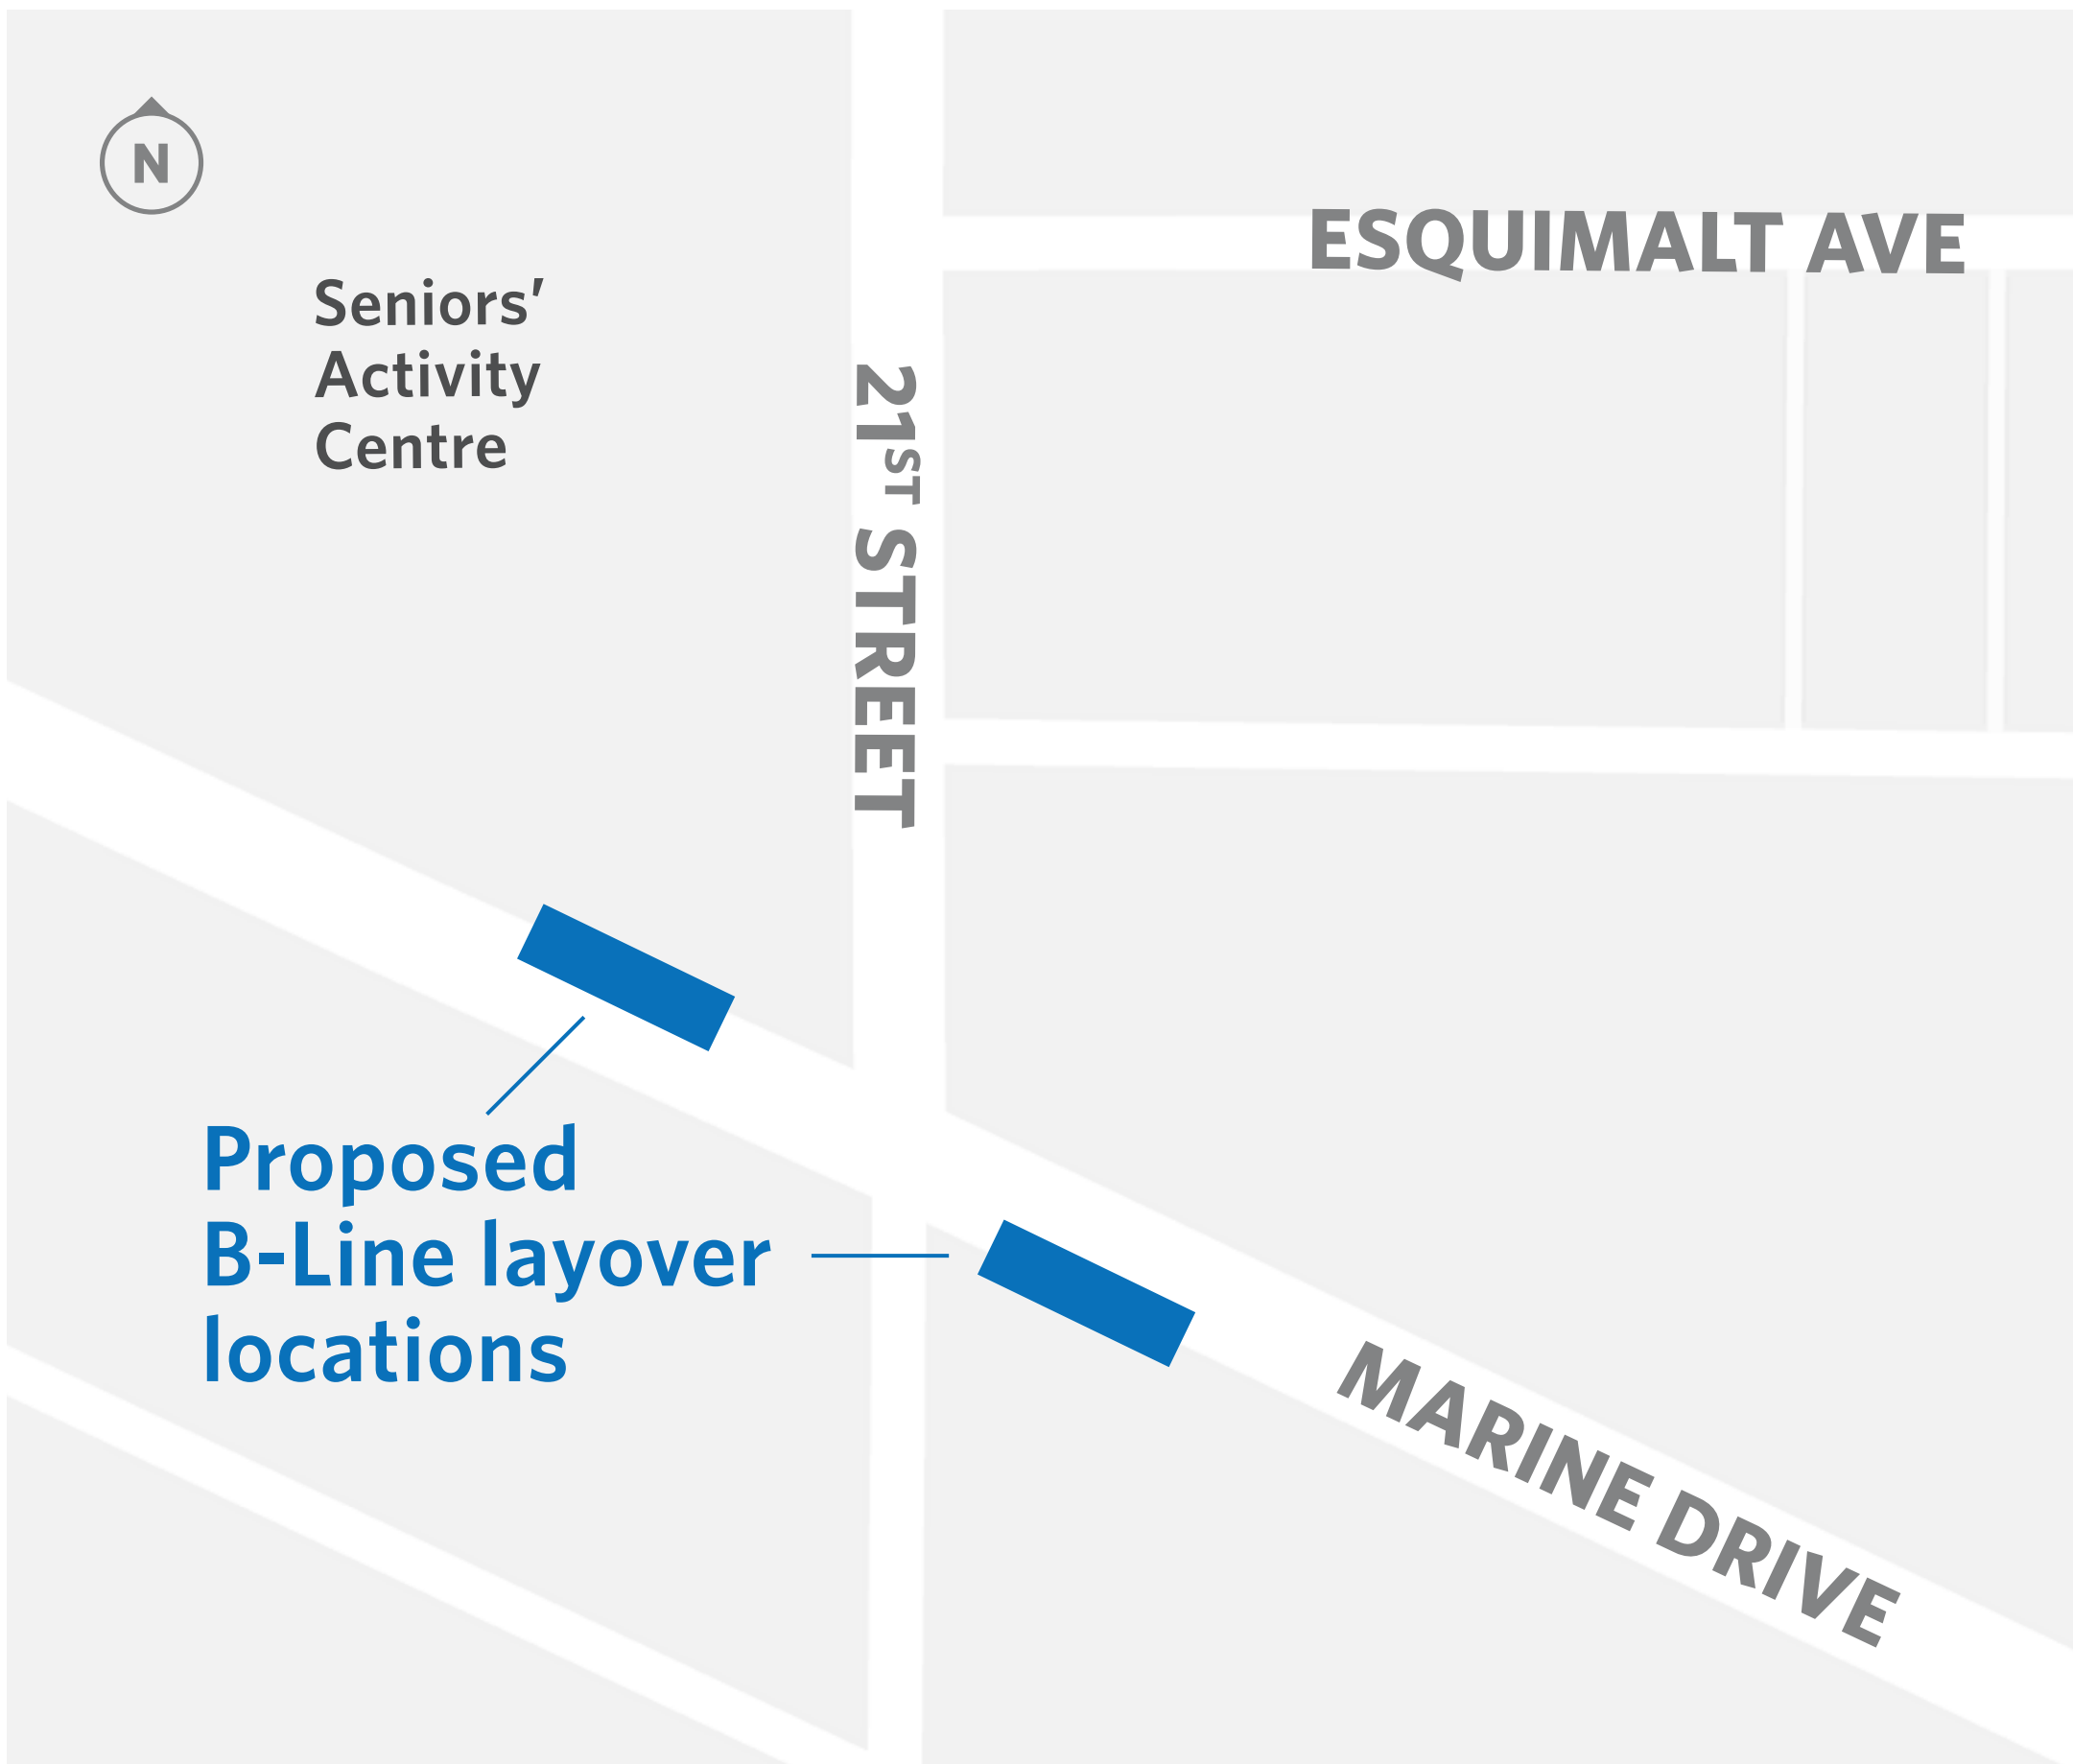 N
ESQUIMALT AVE
Seniors’
Activity
Centre
21ST STREET
Proposed
B-Line layover
locations
MARINE DRIVE